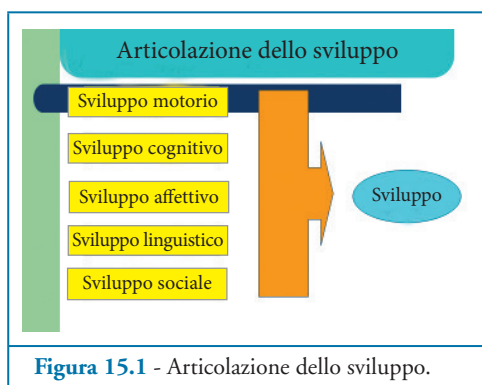 Articolazione dello sviluppo
Sviluppo motorio
Sviluppo cognitivo
Sviluppo affettivo
Sviluppo linguistico
Sviluppo sociale
Sviluppo
Figura 15.1 - Articolazione dello sviluppo.